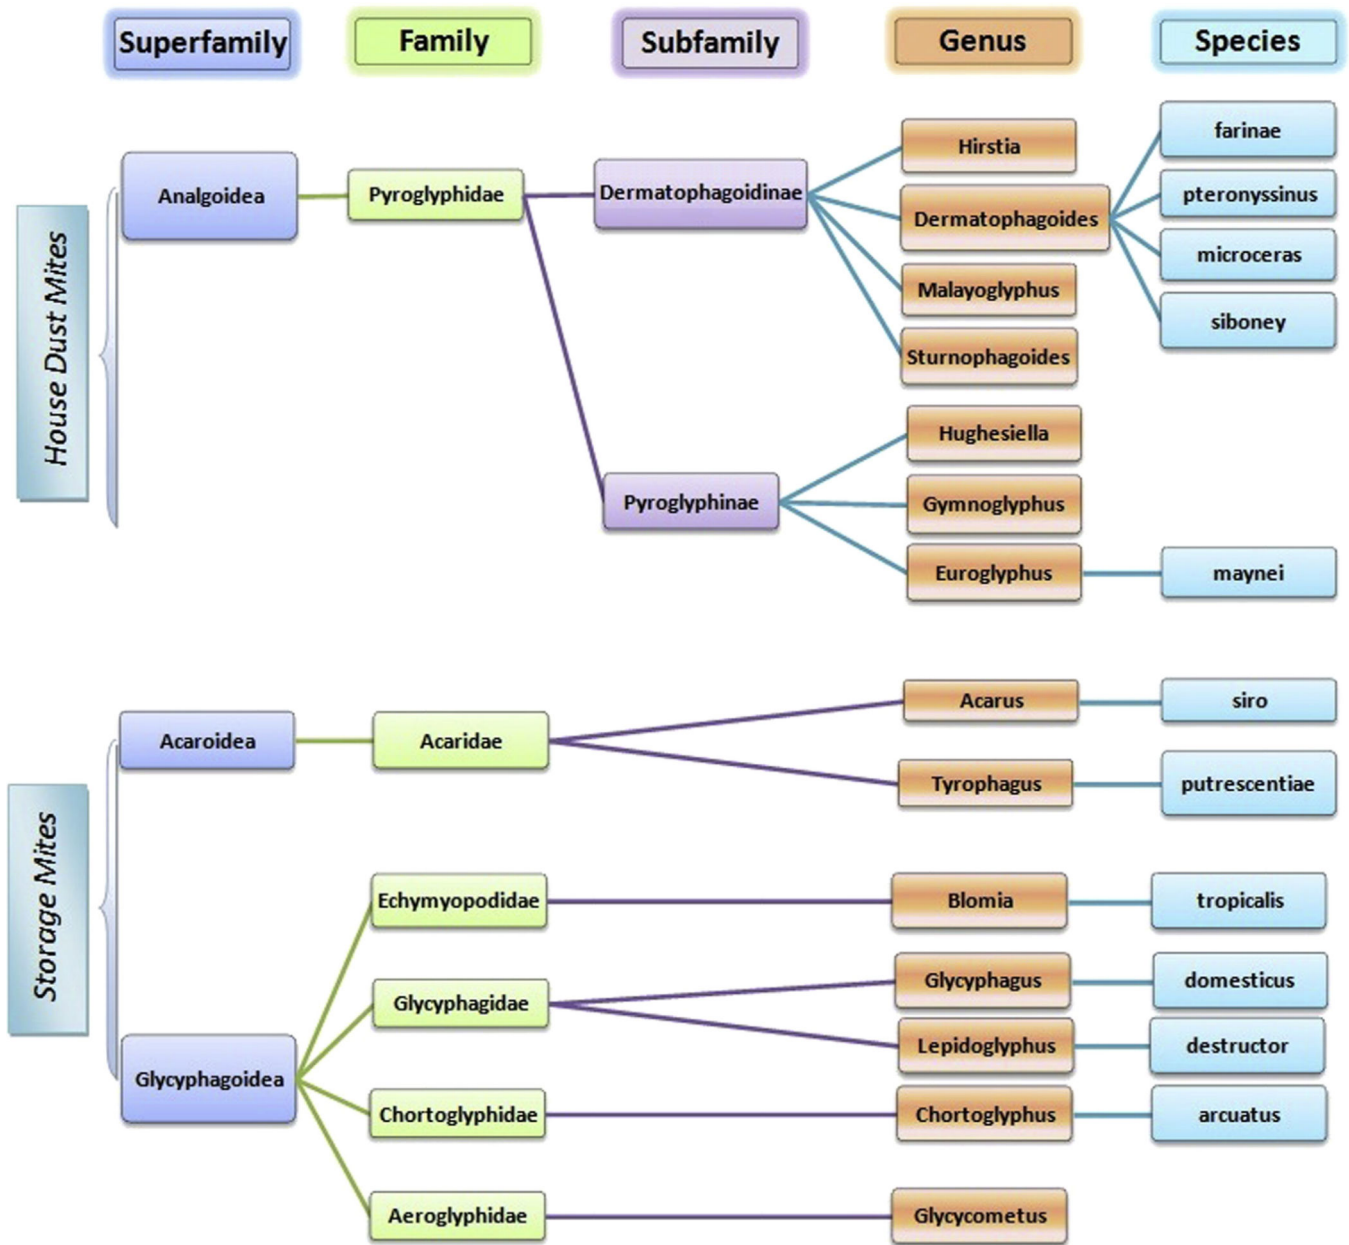 Superfamily
Family
Subfamily
Genus
Species
House Dust Mites
Analgoidea
Pyroglyphidae
Dermatophagoidinae
Hirstia
Dermatophagoides
Malayoglyphus
Sturnophagoides
farinae
pteronyssinus
microceras
siboney
Pyroglyphinae
Hughesiella
Gymnoglyphus
Euroglyphus
maynei
Storage Mites
Acaroidea
Acaridae
Acarus
siro
Tyrophagus
putrescentiae
Glycyphagoidea
Echymyopodidae
Blomia
tropicalis
Glycyphagidae
Glycyphagus
domesticus
Lepidoglyphus
destructor
Chortoglyphidae
Chortoglyphus
arcuatus
Aeroglyphidae
Glycycometus